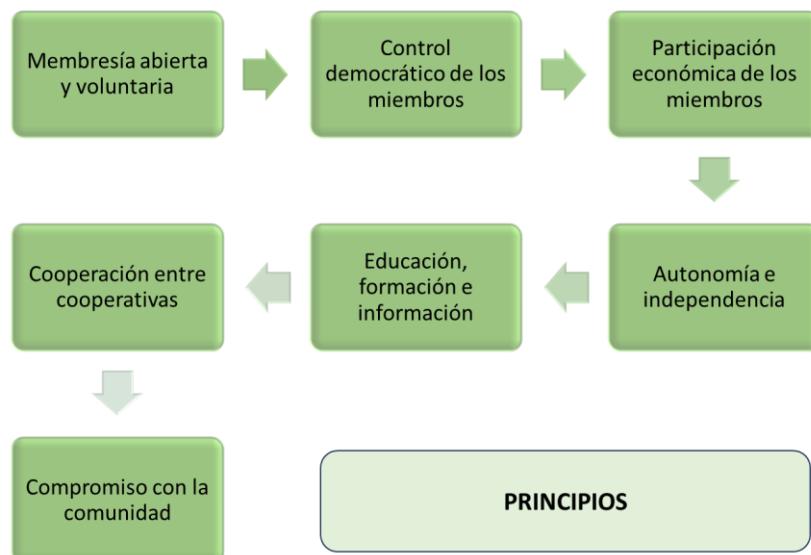 Membresía abierta
y voluntaria
Control
democrático de los
miembros
Participación
económica de los
miembros
Autonomía e
independencia
Educación,
formación e
información
Cooperación entre
cooperativas
Compromiso con la
comunidad
PRINCIPIOS